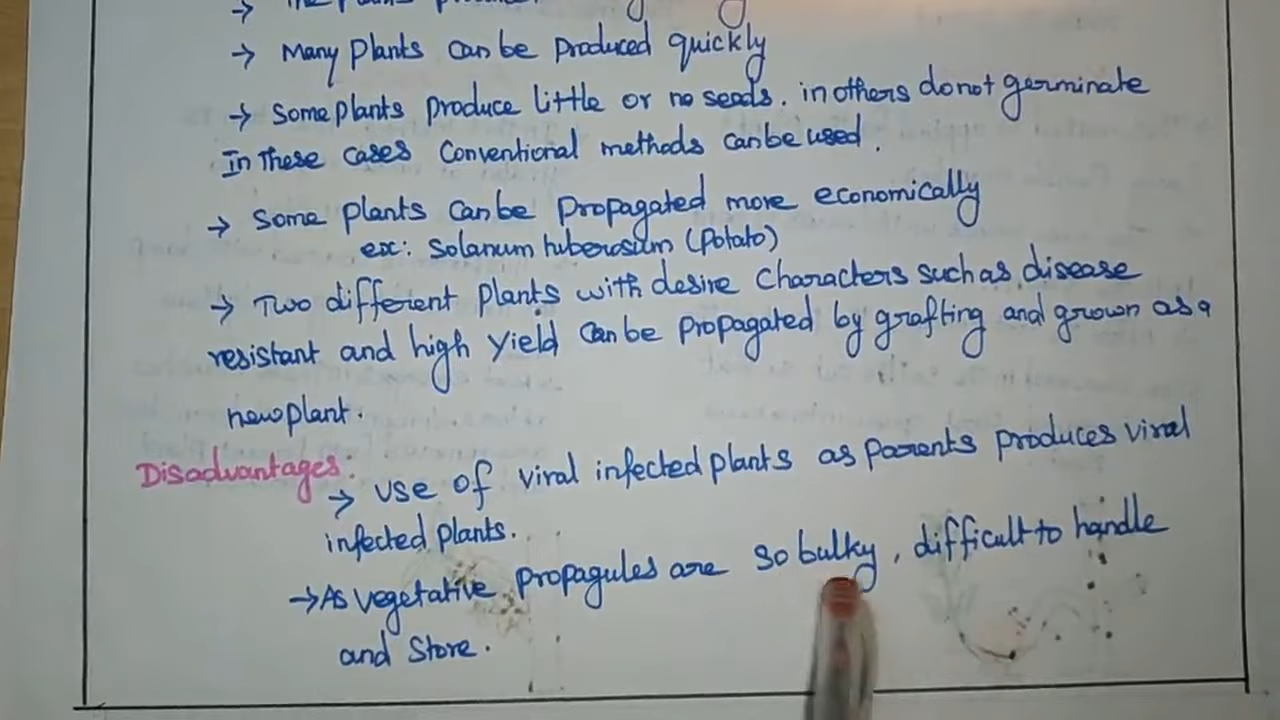 → The plants
→ Many plants can be produced quickly
→ Some plants produce little or no seeds. in others do not germinate
In these cases conventional methods can be used.
→ Some plants can be propagated more economically
ex: Solanum tuberosum (Potato)
→ Two different plants with desire characters such as disease
resistant and high yield can be propagated by grafting and grown as a
new plant.
Disadvantages:
→ Use of viral infected plants as parents produces viral
infected plants.
→ As vegetative propagules are so bulky, difficult to handle
and store.